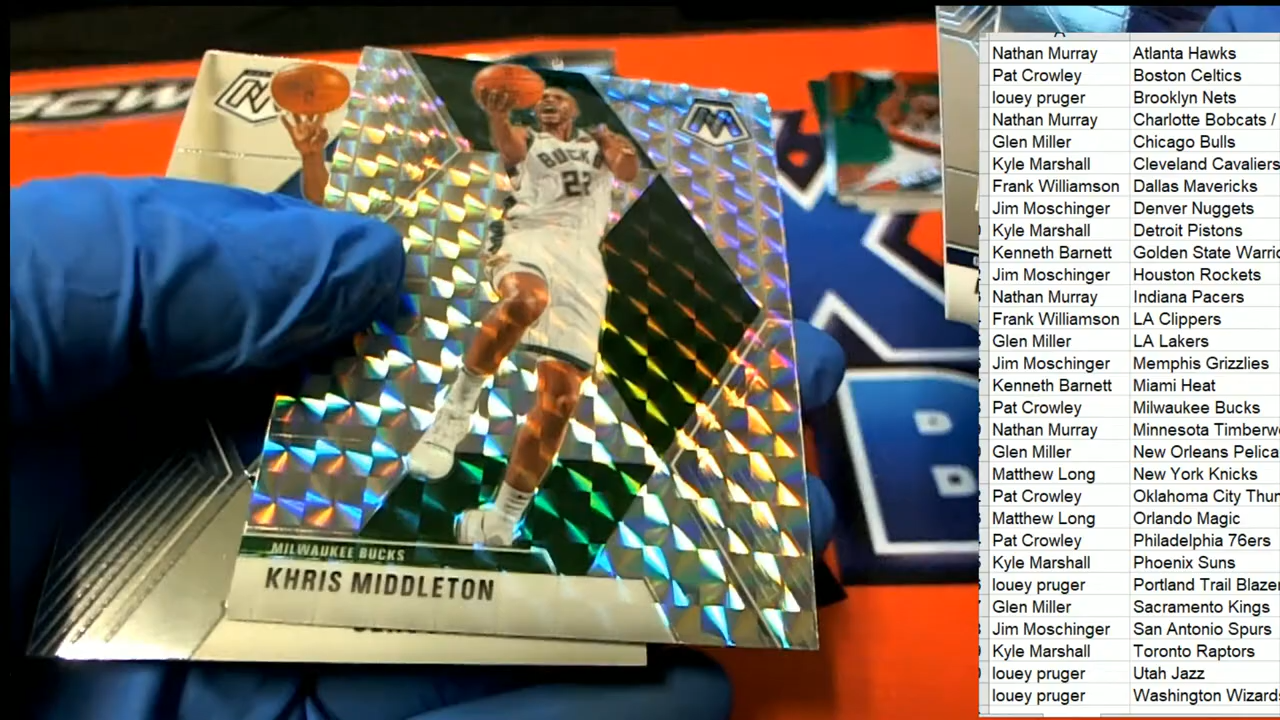 BUCKS
22
MILWAUKEE BUCKS
KHRIS MIDDLETON
Nathan Murray Atlanta Hawks
Pat Crowley Boston Celtics
louey pruger Brooklyn Nets
Nathan Murray Charlotte Bobcats /
Glen Miller Chicago Bulls
Kyle Marshall Cleveland Cavaliers
Frank Williamson Dallas Mavericks
Jim Moschinger Denver Nuggets
Kyle Marshall Detroit Pistons
Kenneth Barnett Golden State Warric
Jim Moschinger Houston Rockets
Nathan Murray Indiana Pacers
Frank Williamson LA Clippers
Glen Miller LA Lakers
Jim Moschinger Memphis Grizzlies
Kenneth Barnett Miami Heat
Pat Crowley Milwaukee Bucks
Nathan Murray Minnesota Timberwo
Glen Miller New Orleans Pelica
Matthew Long New York Knicks
Pat Crowley Oklahoma City Thun
Matthew Long Orlando Magic
Pat Crowley Philadelphia 76ers
Kyle Marshall Phoenix Suns
louey pruger Portland Trail Blazer
Glen Miller Sacramento Kings
Jim Moschinger San Antonio Spurs
Kyle Marshall Toronto Raptors
louey pruger Utah Jazz
louey pruger Washington Wizards